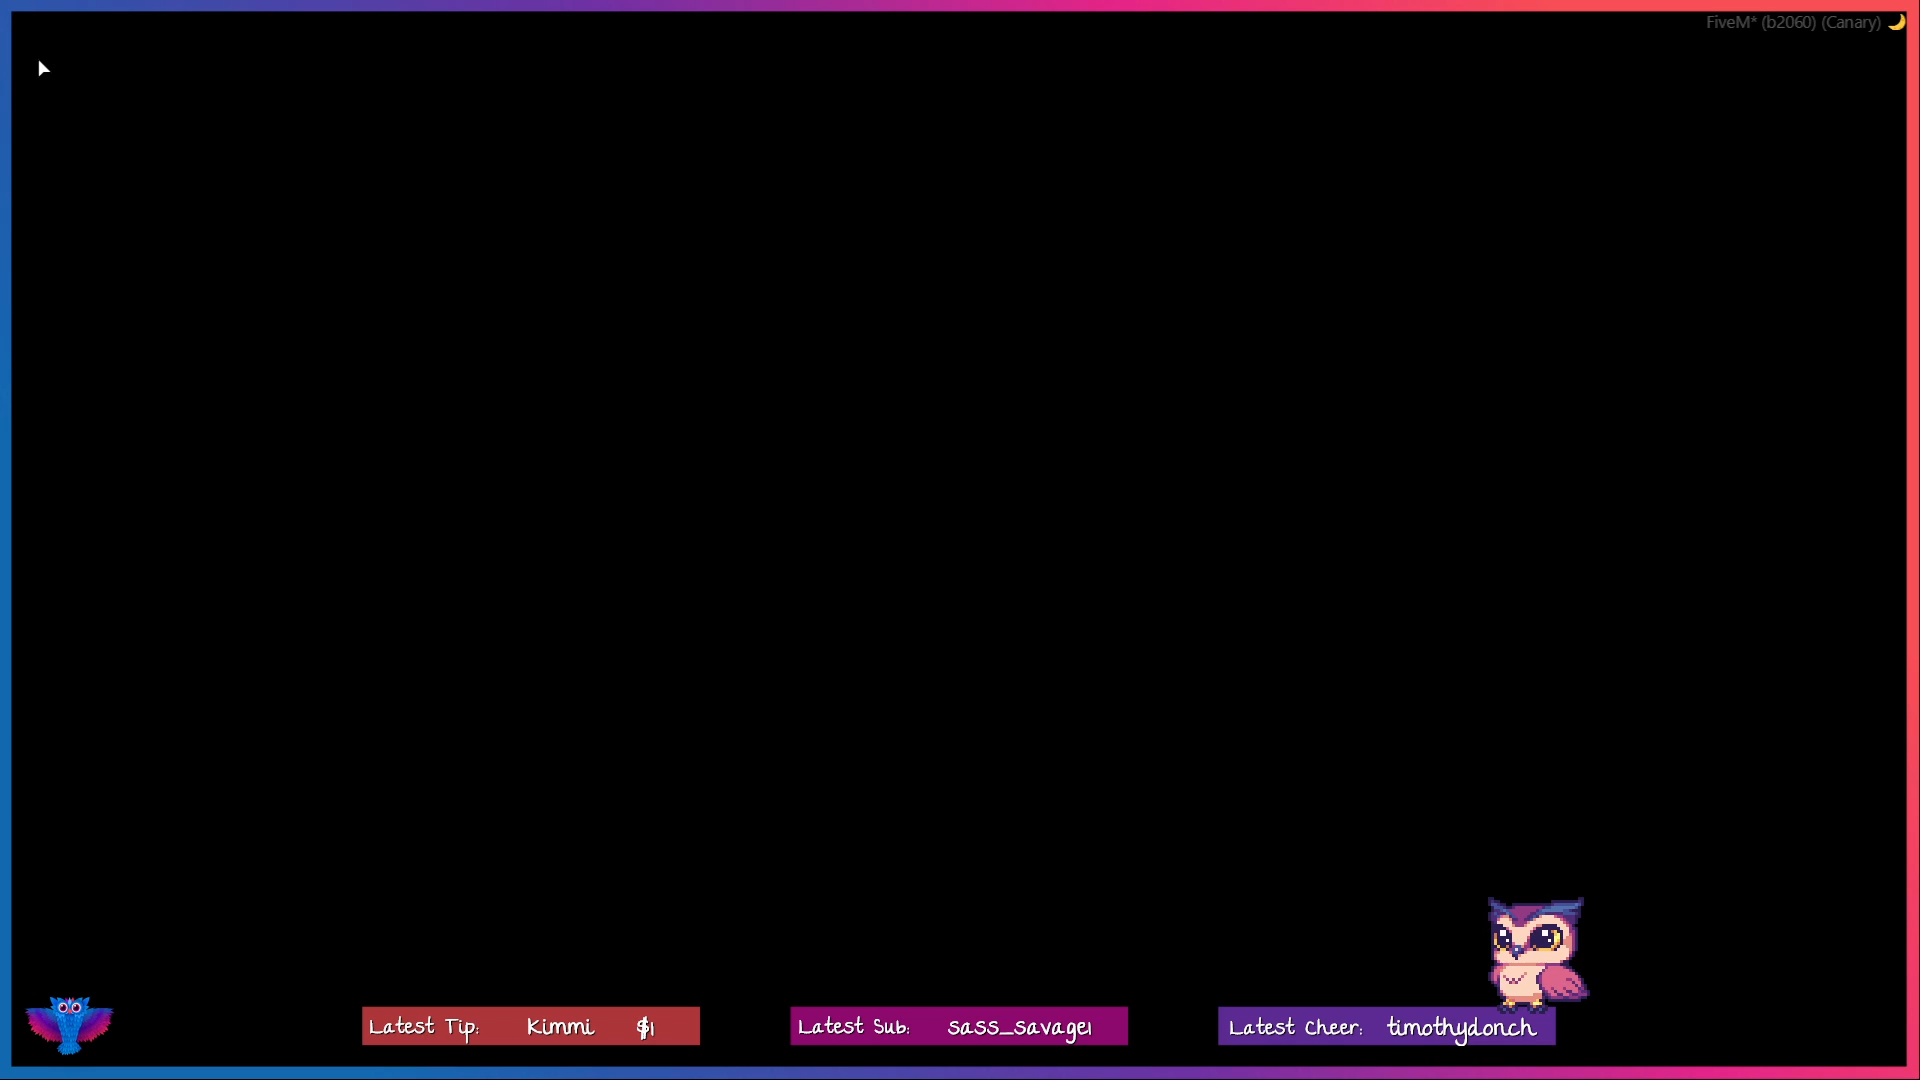 FiveM* (b2060) (Canary) 🌙
Latest Tip: Kimmi $1
Latest Sub: sass_savage1
Latest Cheer: timothydonch